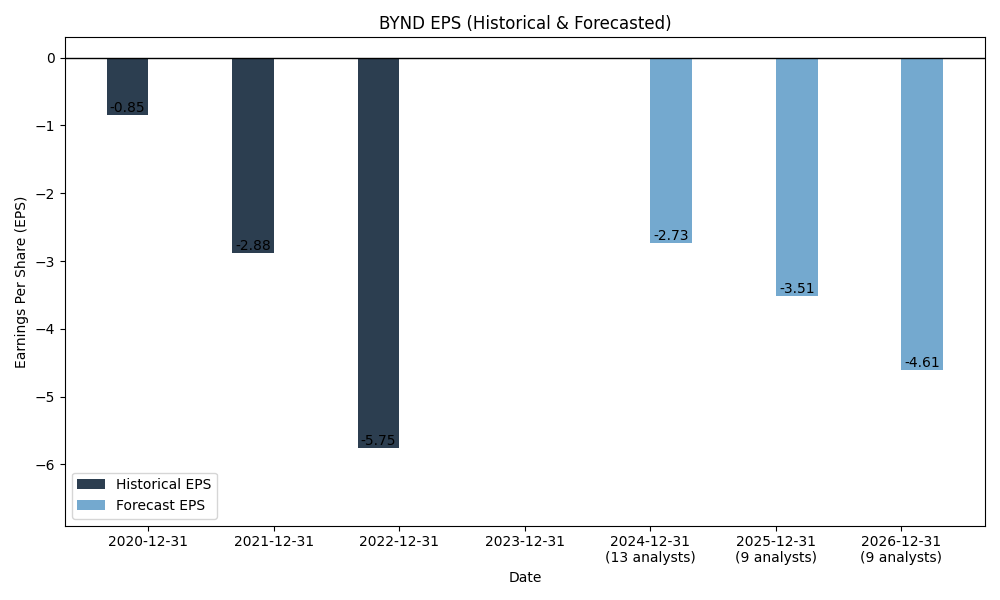 BYND EPS (Historical & Forecasted)
Earnings Per Share (EPS)
0
−1
−2
−3
−4
−5
−6
-0.85
-2.88
-5.75
-2.73
-3.51
-4.61
Historical EPS
Forecast EPS
2020-12-31
2021-12-31
2022-12-31
2023-12-31
2024-12-31
(13 analysts)
2025-12-31
(9 analysts)
2026-12-31
(9 analysts)
Date